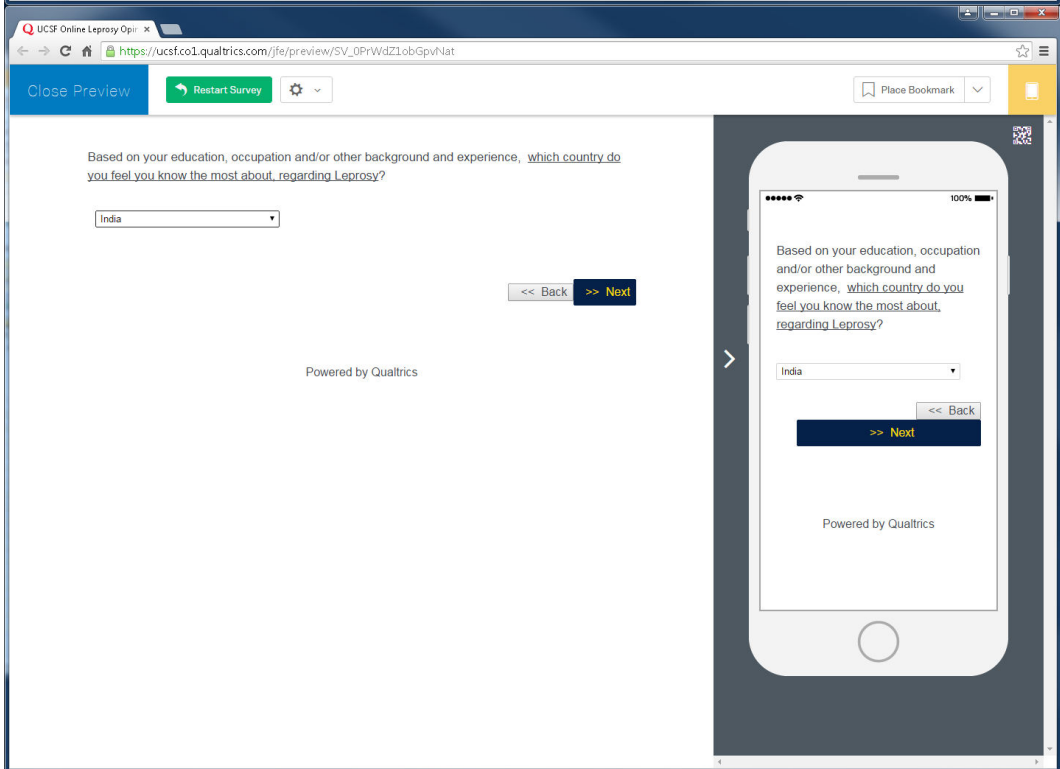 UCSF Online Leprosy Opir
https://ucsf.co1.qualtrics.com/jfe/preview/SV_0PrWdZ1obGpvNat
Close Preview
Restart Survey
Place Bookmark
Based on your education, occupation and/or other background and experience, which country do
you feel you know the most about, regarding Leprosy?
India
<< Back
>> Next
Powered by Qualtrics
100%
Based on your education, occupation
and/or other background and
experience, which country do you
feel you know the most about,
regarding Leprosy?
India
<< Back
>> Next
Powered by Qualtrics